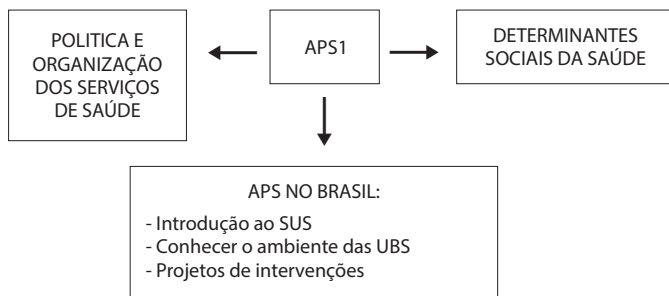 POLITICA E
ORGANIZAÇÃO
DOS SERVIÇOS
DE SAÚDE
APS1
DETERMINANTES
SOCIAIS DA SAÚDE
APS NO BRASIL:
- Introdução ao SUS
- Conhecer o ambiente das UBS
- Projetos de intervenções